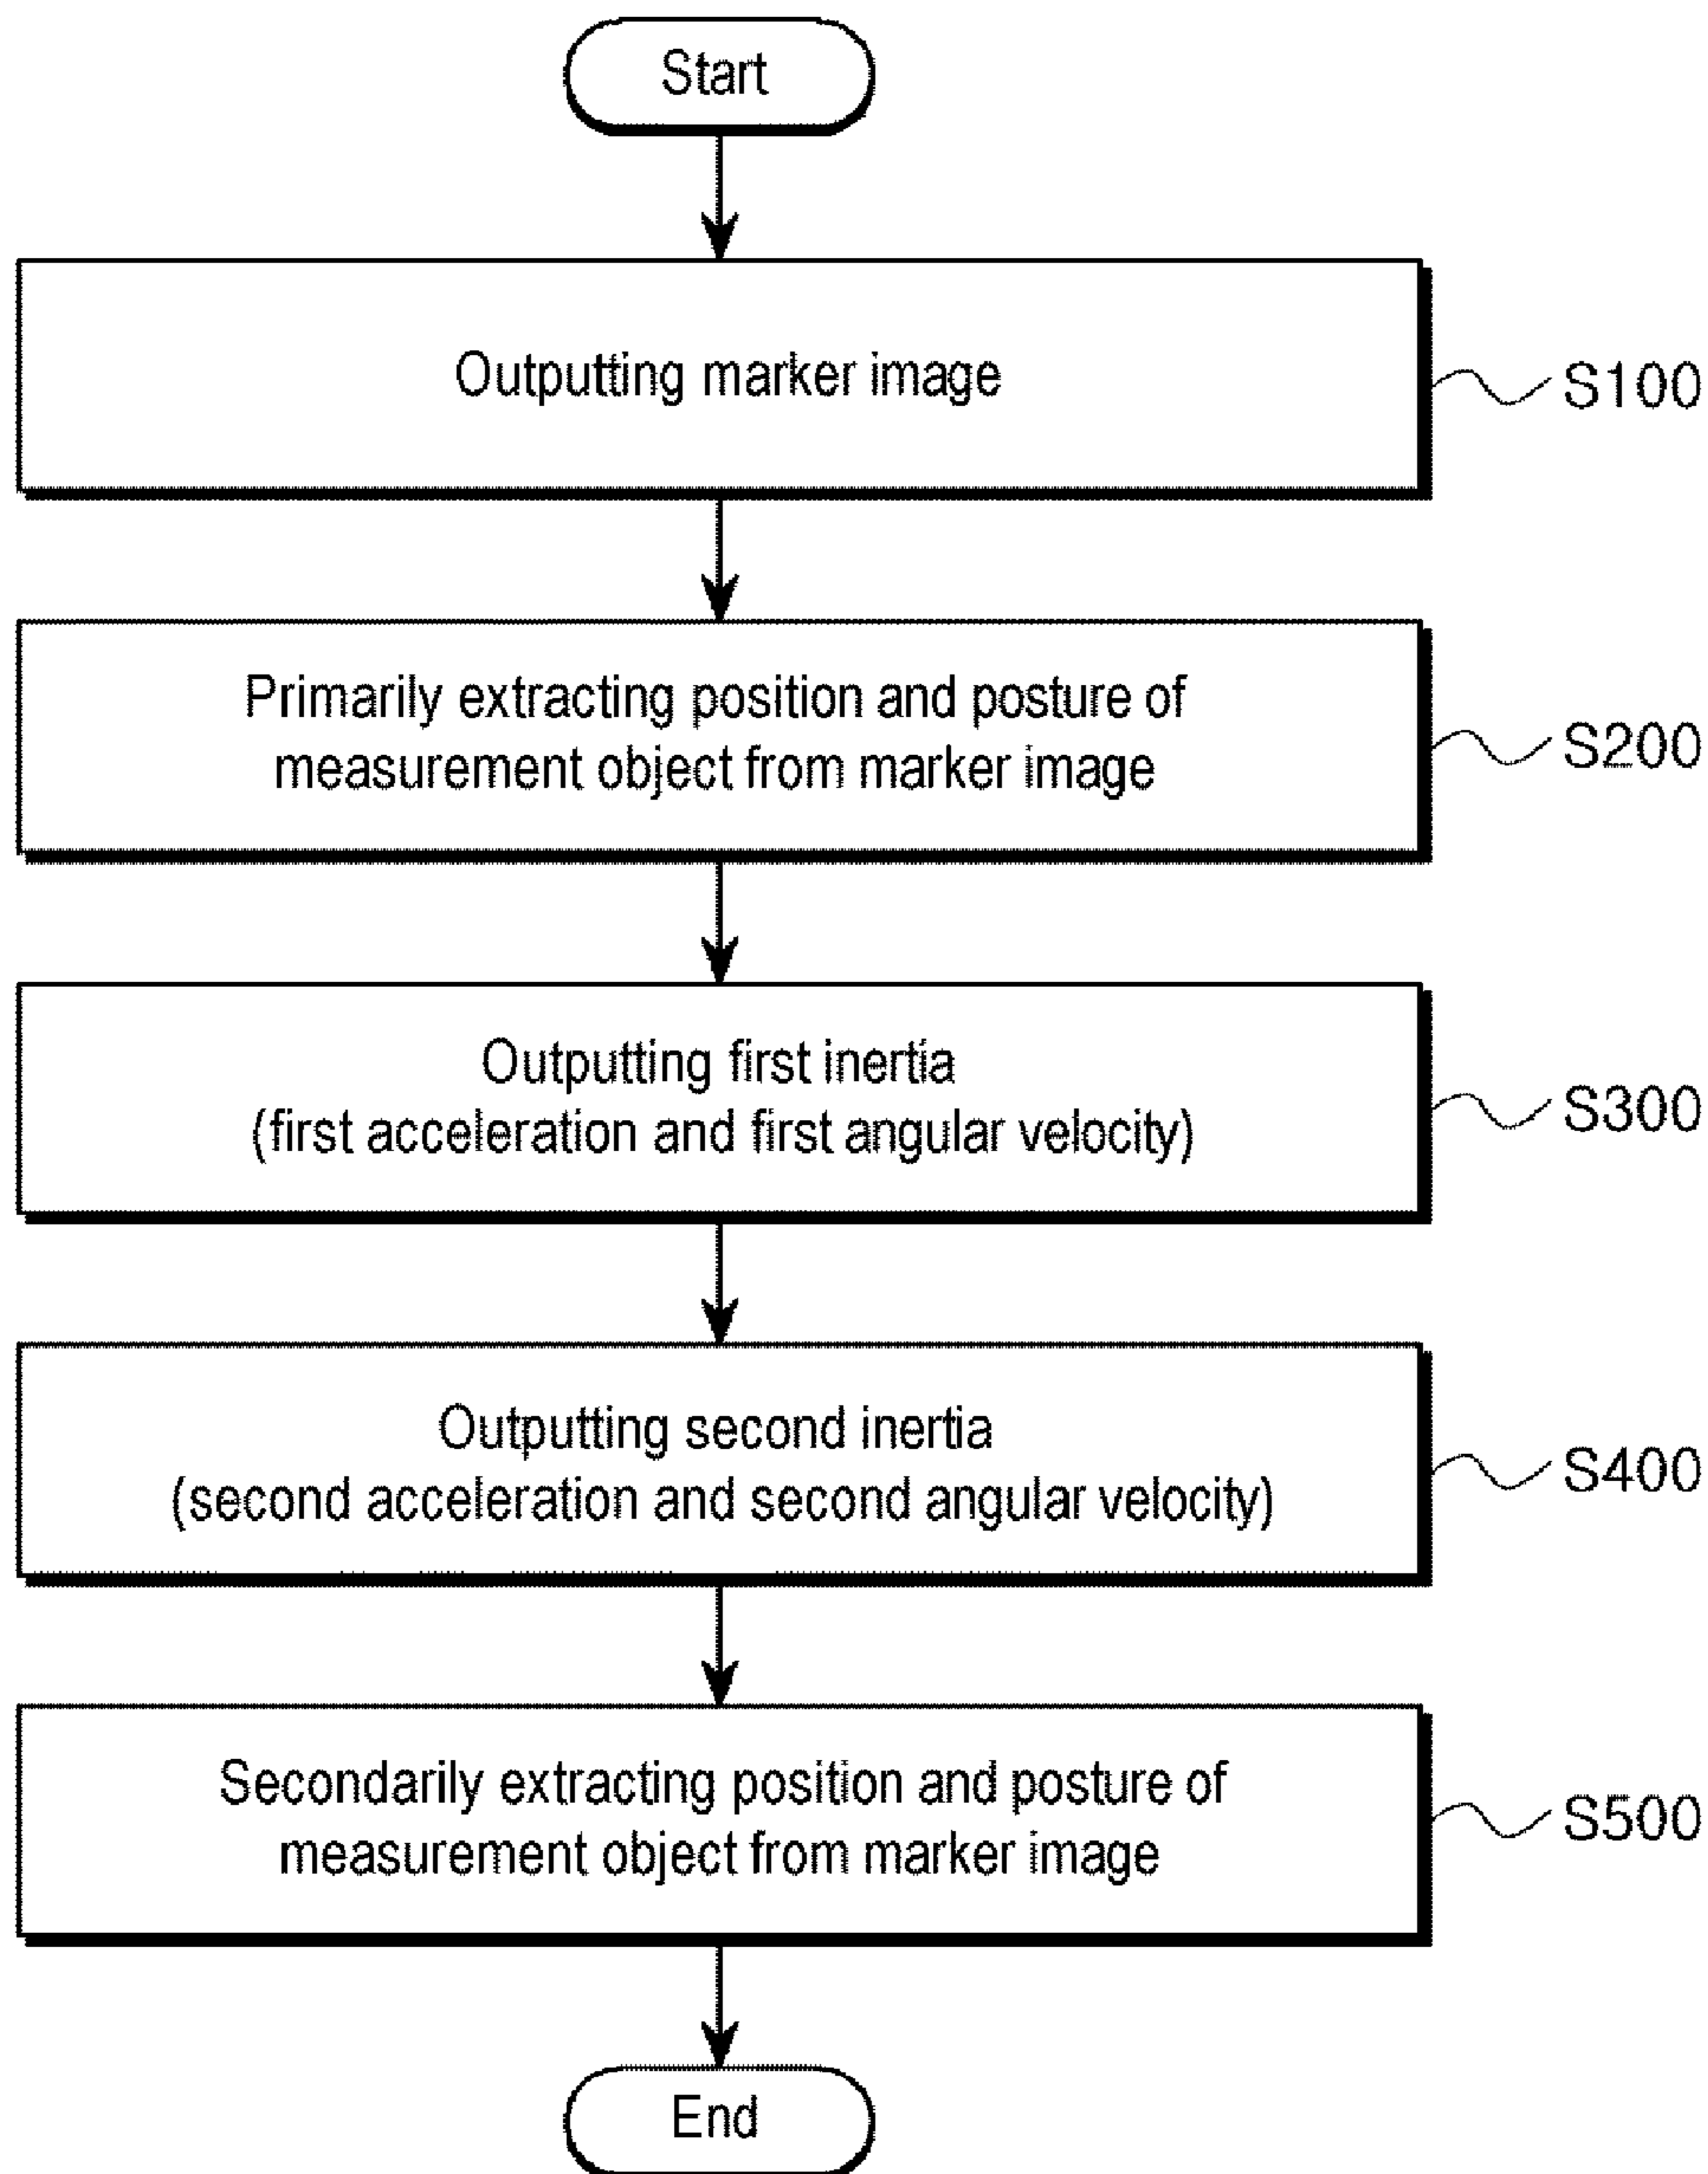 Start
Outputting marker image
S100
Primarily extracting position and posture of
measurement object from marker image
S200
Outputting first inertia
(first acceleration and first angular velocity)
S300
Outputting second inertia
(second acceleration and second angular velocity)
S400
Secondarily extracting position and posture of
measurement object from marker image
S500
End